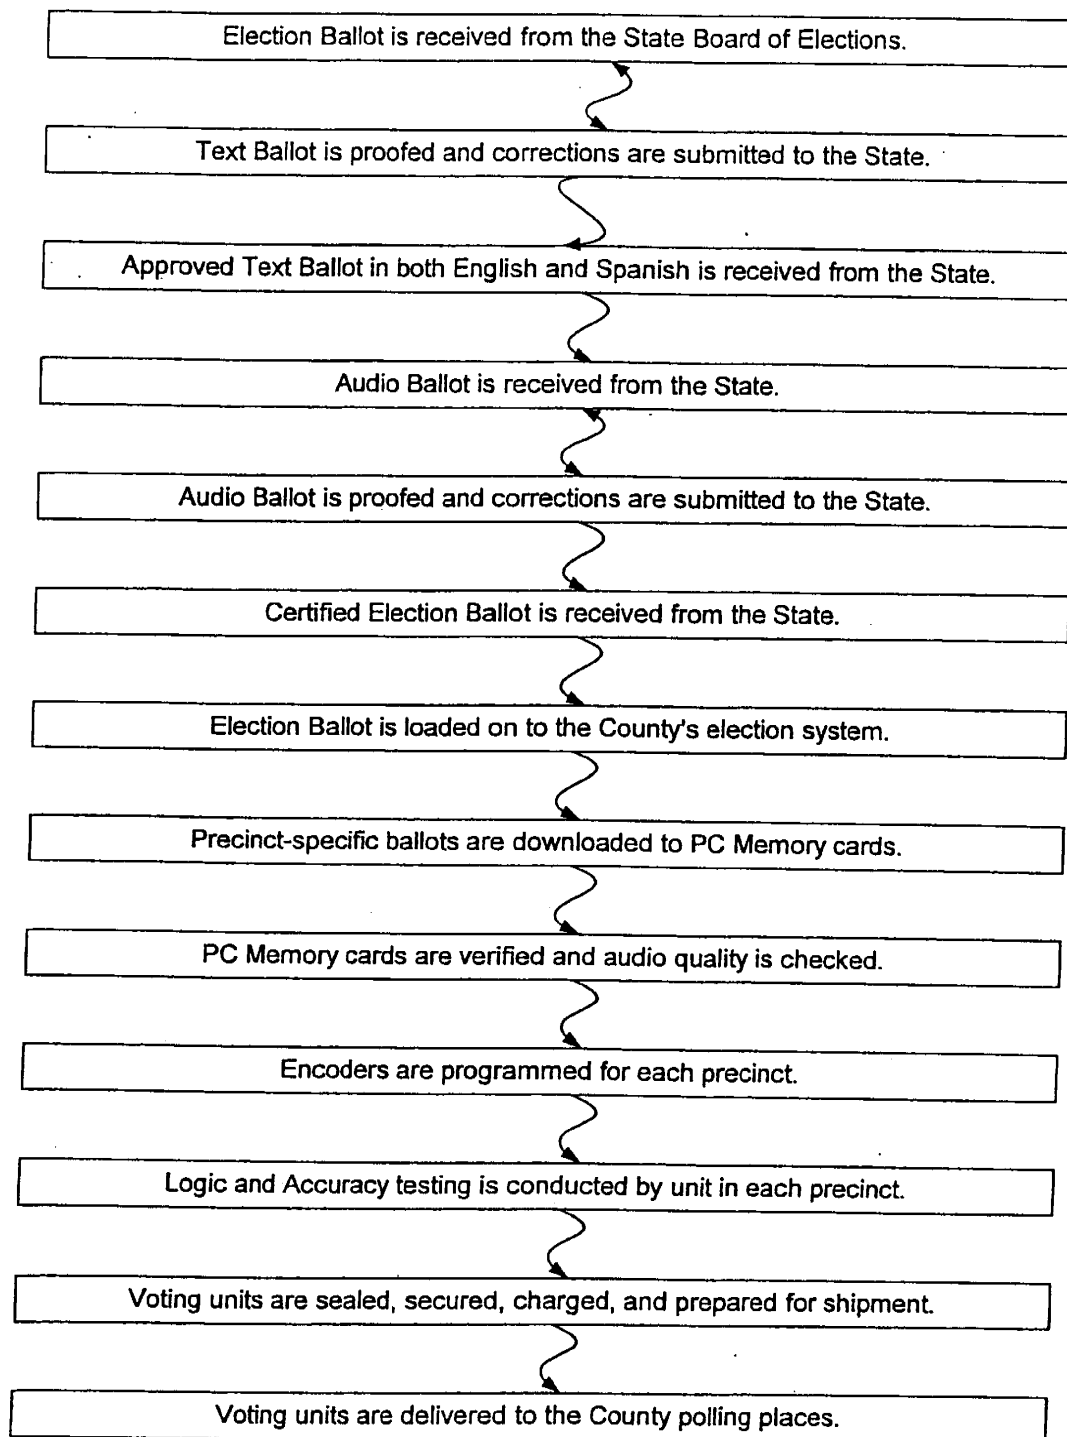 Election Ballot is received from the State Board of Elections.
Text Ballot is proofed and corrections are submitted to the State.
Approved Text Ballot in both English and Spanish is received from the State.
Audio Ballot is received from the State.
Audio Ballot is proofed and corrections are submitted to the State.
Certified Election Ballot is received from the State.
Election Ballot is loaded on to the County's election system.
Precinct-specific ballots are downloaded to PC Memory cards.
PC Memory cards are verified and audio quality is checked.
Encoders are programmed for each precinct.
Logic and Accuracy testing is conducted by unit in each precinct.
Voting units are sealed, secured, charged, and prepared for shipment.
Voting units are delivered to the County polling places.